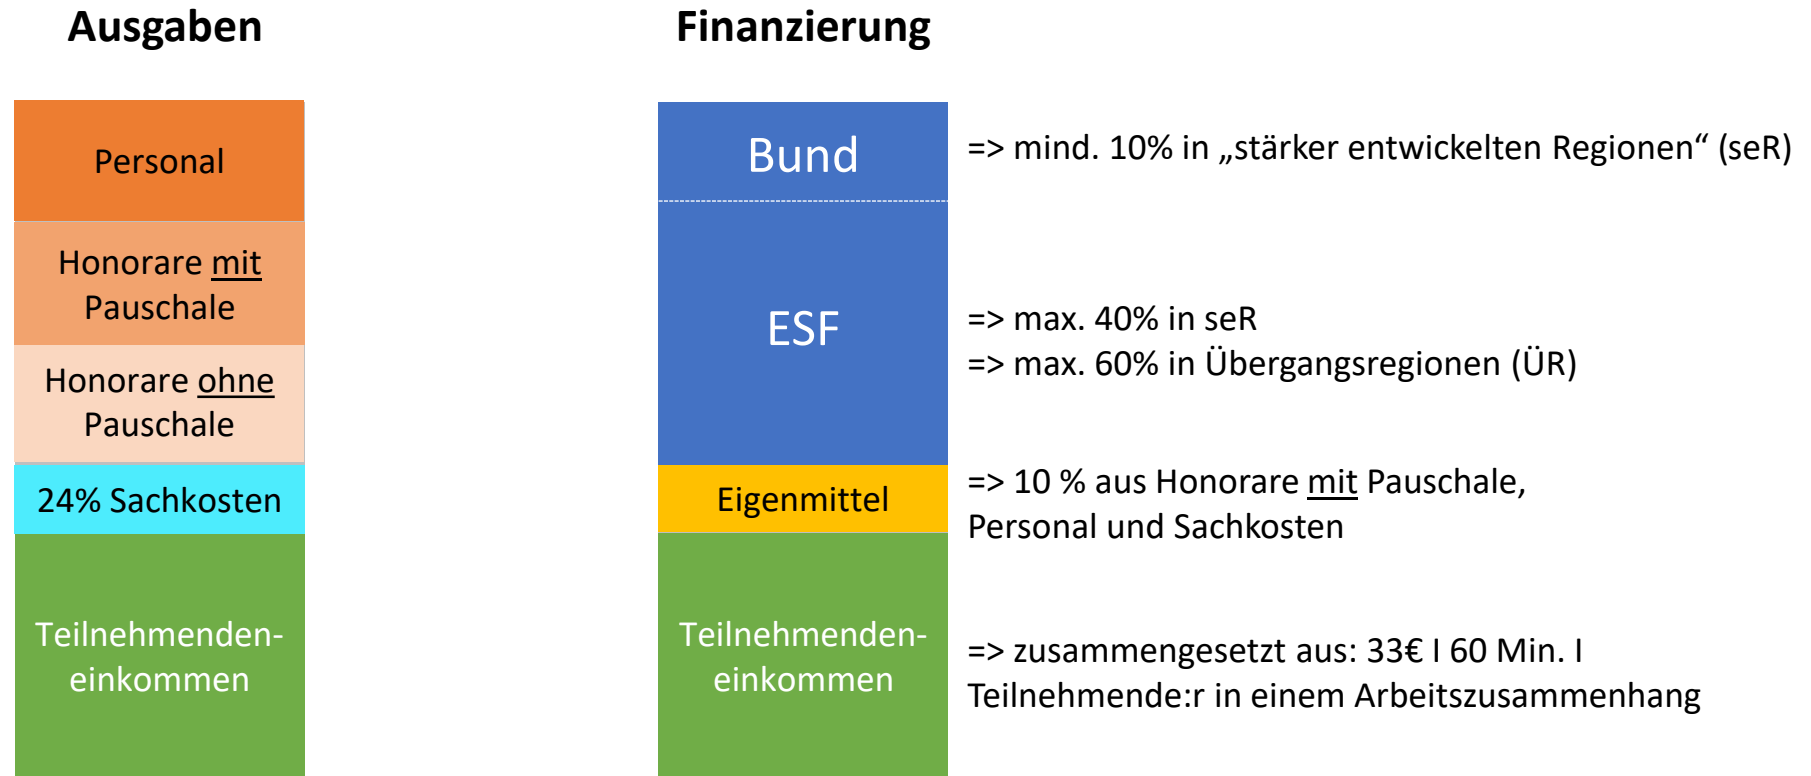 Ausgaben
Personal
Honorare mit
Pauschale
Honorare ohne
Pauschale
24% Sachkosten
Teilnehmenden-
einkommen
Finanzierung
Bund
ESF
Eigenmittel
Teilnehmenden-
einkommen
=> mind. 10% in „stärker entwickelten Regionen“ (seR)
=> max. 40% in seR
=> max. 60% in Übergangsregionen (ÜR)
=> 10 % aus Honorare mit Pauschale,
Personal und Sachkosten
=> zusammengesetzt aus: 33€ I 60 Min. I
Teilnehmende:r in einem Arbeitszusammenhang